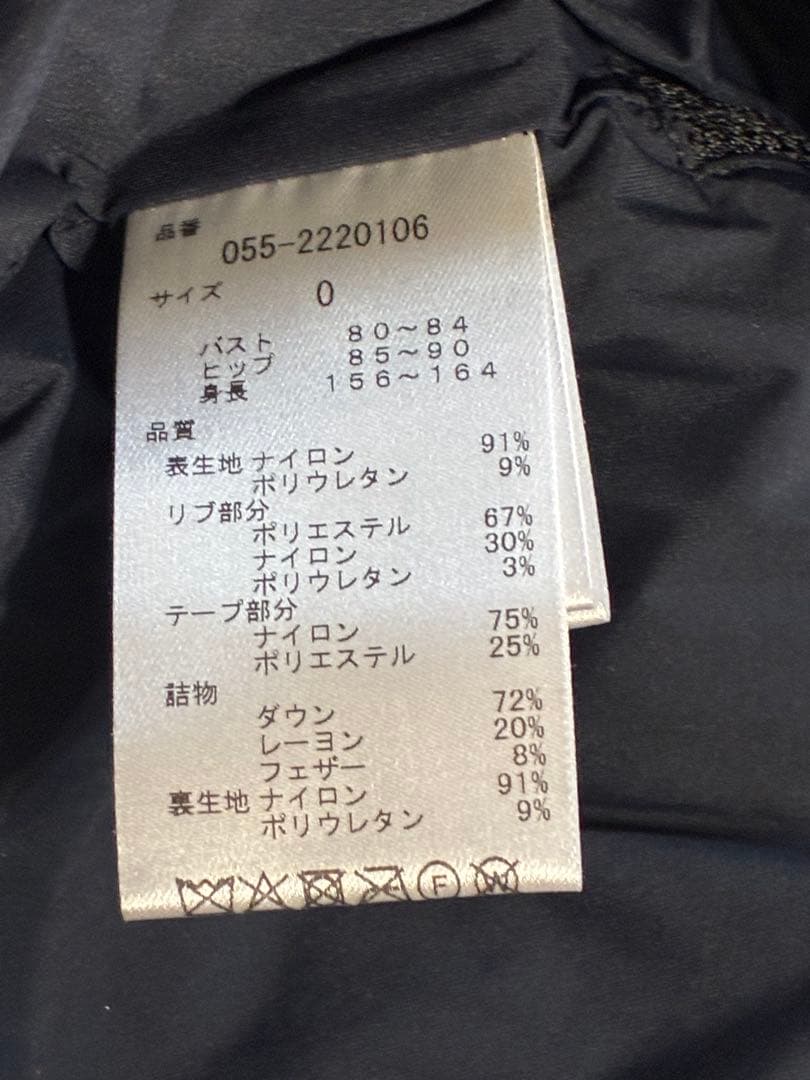 品番 055-2220106
サイズ 0
バスト 80～84
ヒップ 85～90
身長 156～164
品質
表生地 ナイロン 91%
ポリウレタン 9%
リブ部分
ポリエステル 67%
ナイロン 30%
ポリウレタン 3%
テープ部分
ナイロン 75%
ポリエステル 25%
詰物
ダウン 72%
レーヨン 20%
フェザー 8%
裏生地 ナイロン 91%
ポリウレタン 9%
F W